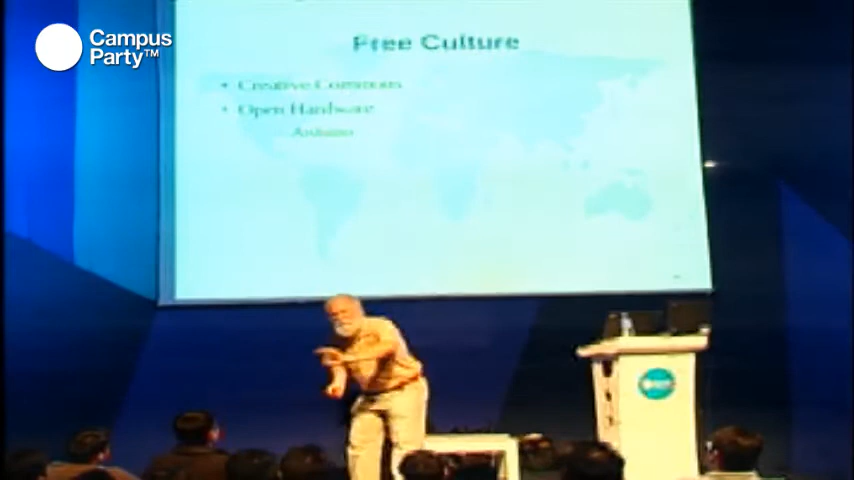 Campus
Party™
Free Culture
• Creative Commons
• Open Hardware
– Arduino